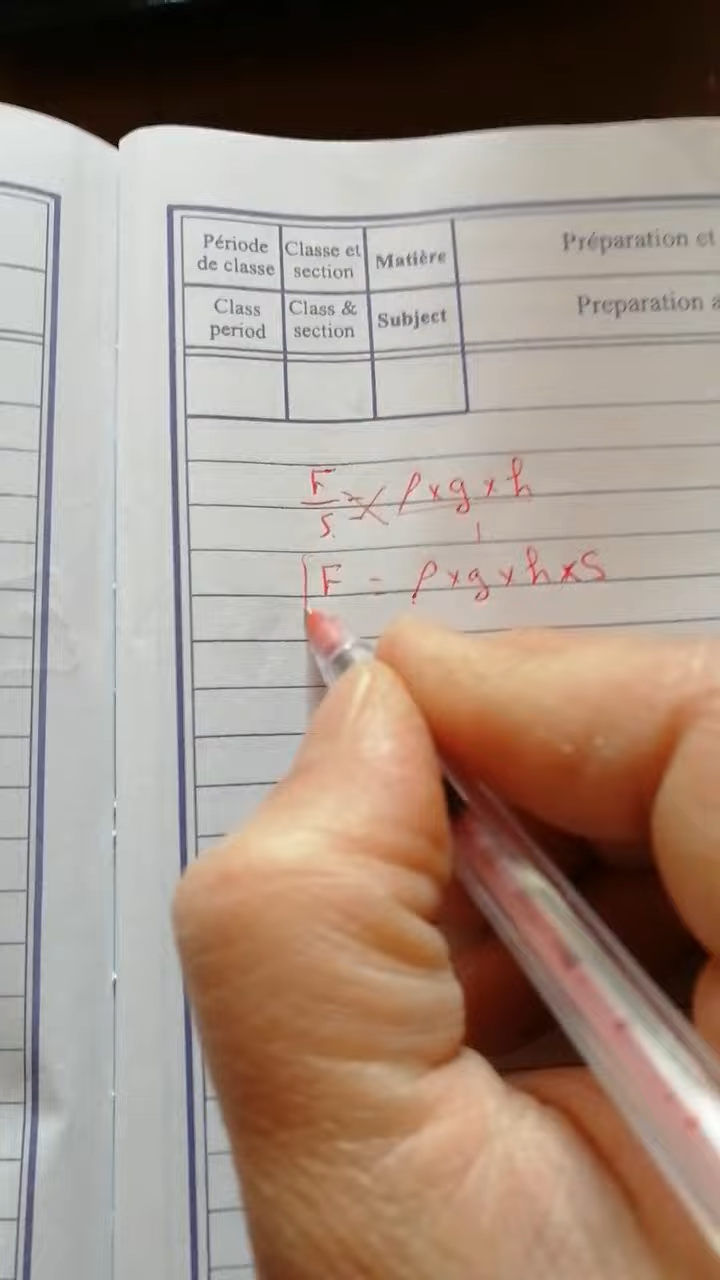 Période de classe
Classe et section
Matière
Préparation et
Class period
Class & section
Subject
Preparation a
F/S = ρ×g×h
F = ρ×g×h×S